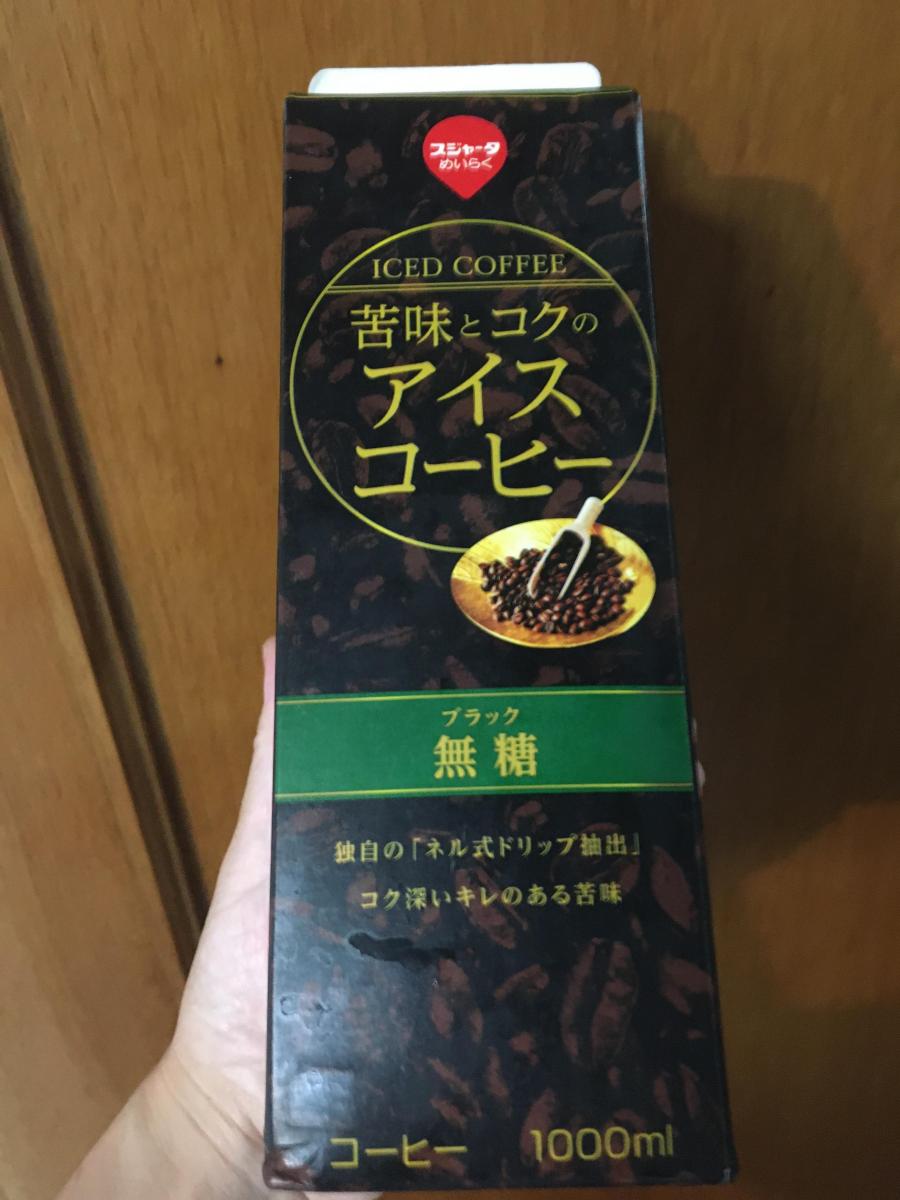 スジャータ
めいらく
ICED COFFEE
苦味とコクの
アイス
コーヒー
ブラック
無糖
独自の「ネル式ドリップ抽出」
コク深いキレのある苦味
コーヒー 1000ml